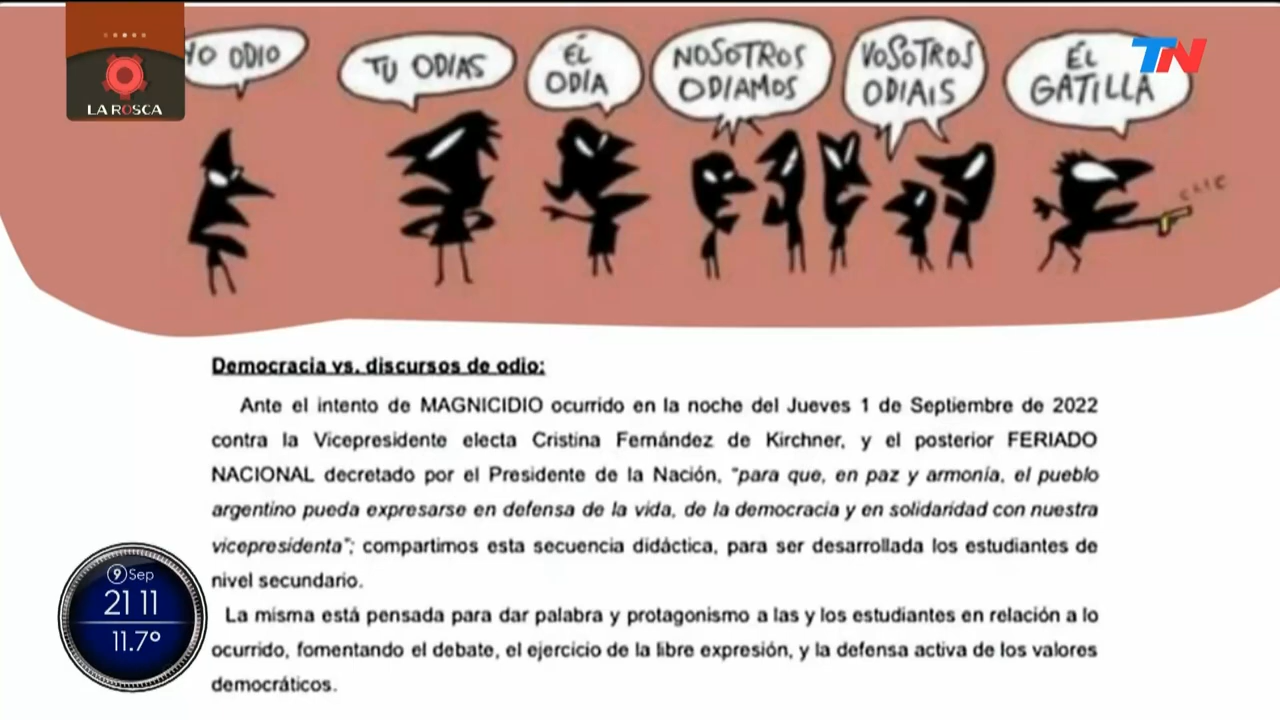 YO ODIO
TU ODIAS
ÉL
ODIA
NOSOTROS
ODIAMOS
VOSOTROS
ODIAIS
ÉL
GATILLA
TN
LA ROSCA
CLIC
Democracia vs. discursos de odio:
Ante el intento de MAGNICIDIO ocurrido en la noche del Jueves 1 de Septiembre de 2022
contra la Vicepresidente electa Cristina Fernández de Kirchner, y el posterior FERIADO
NACIONAL decretado por el Presidente de la Nación, "para que, en paz y armonía, el pueblo
argentino pueda expresarse en defensa de la vida, de la democracia y en solidaridad con nuestra
vicepresidenta"; compartimos esta secuencia didáctica, para ser desarrollada los estudiantes de
nivel secundario.
La misma está pensada para dar palabra y protagonismo a las y los estudiantes en relación a lo
ocurrido, fomentando el debate, el ejercicio de la libre expresión, y la defensa activa de los valores
democráticos.
9 Sep
21 11
11.7°